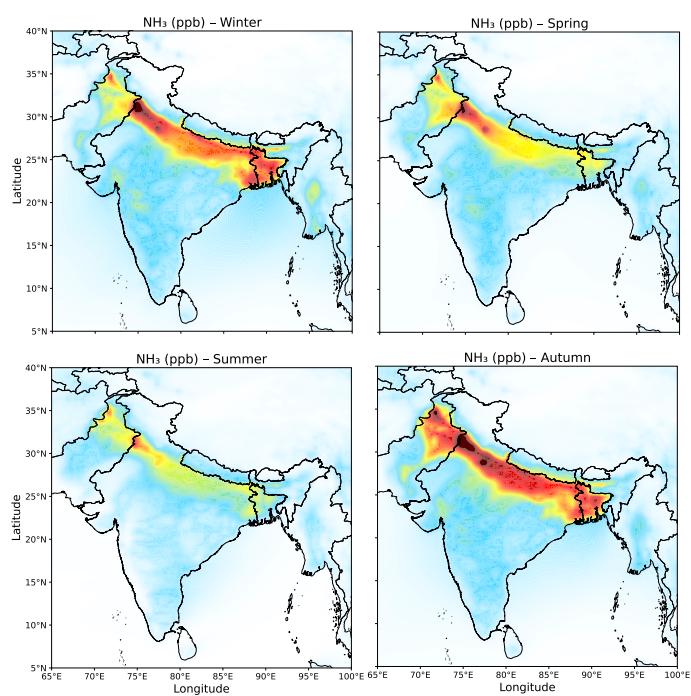 NH₃ (ppb) – Winter
NH₃ (ppb) – Spring
40°N
35°N
30°N
25°N
20°N
15°N
10°N
5°N
Latitude
NH₃ (ppb) – Summer
NH₃ (ppb) – Autumn
40°N
35°N
30°N
25°N
20°N
15°N
10°N
5°N
Latitude
65°E 70°E 75°E 80°E 85°E 90°E 95°E 100°E
65°E 70°E 75°E 80°E 85°E 90°E 95°E 100°E
Longitude
Longitude